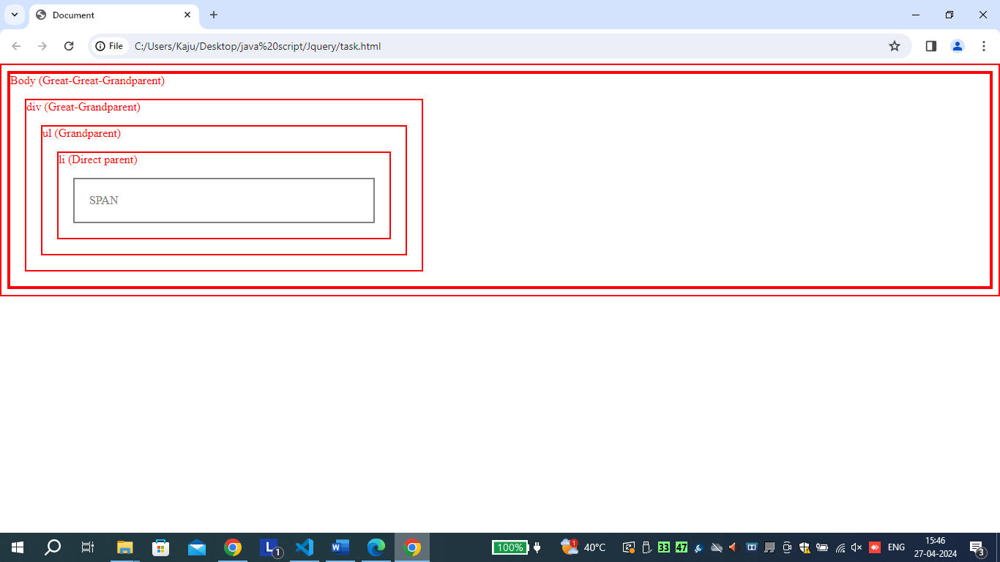 Document
File
C:/Users/Kaju/Desktop/java%20script/Jquery/task.html
Body (Great-Great-Grandparent)
div (Great-Grandparent)
ul (Grandparent)
li (Direct parent)
SPAN
L 1
W
100%
1
40°C
33
47
ENG
15:46
27-04-2024
3